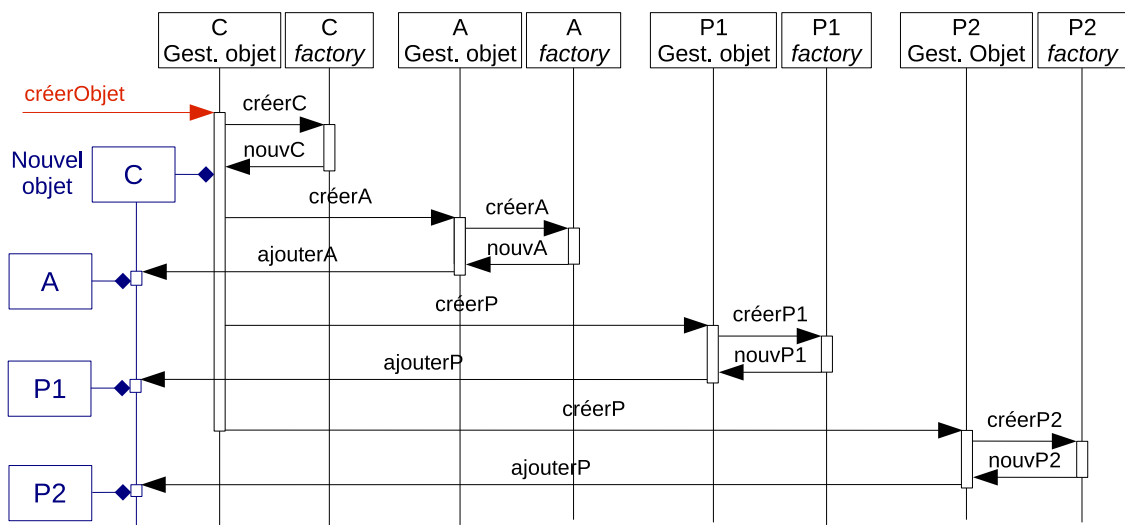 C
Gest. objet
C
factory
A
Gest. objet
A
factory
P1
Gest. objet
P1
factory
P2
Gest. Objet
P2
factory
créerObjet
créerC
nouvC
Nouvel
objet
C
créerA
créerA
nouvA
ajouterA
A
créerP
créerP1
nouvP1
ajouterP
P1
créerP
créerP2
nouvP2
ajouterP
P2